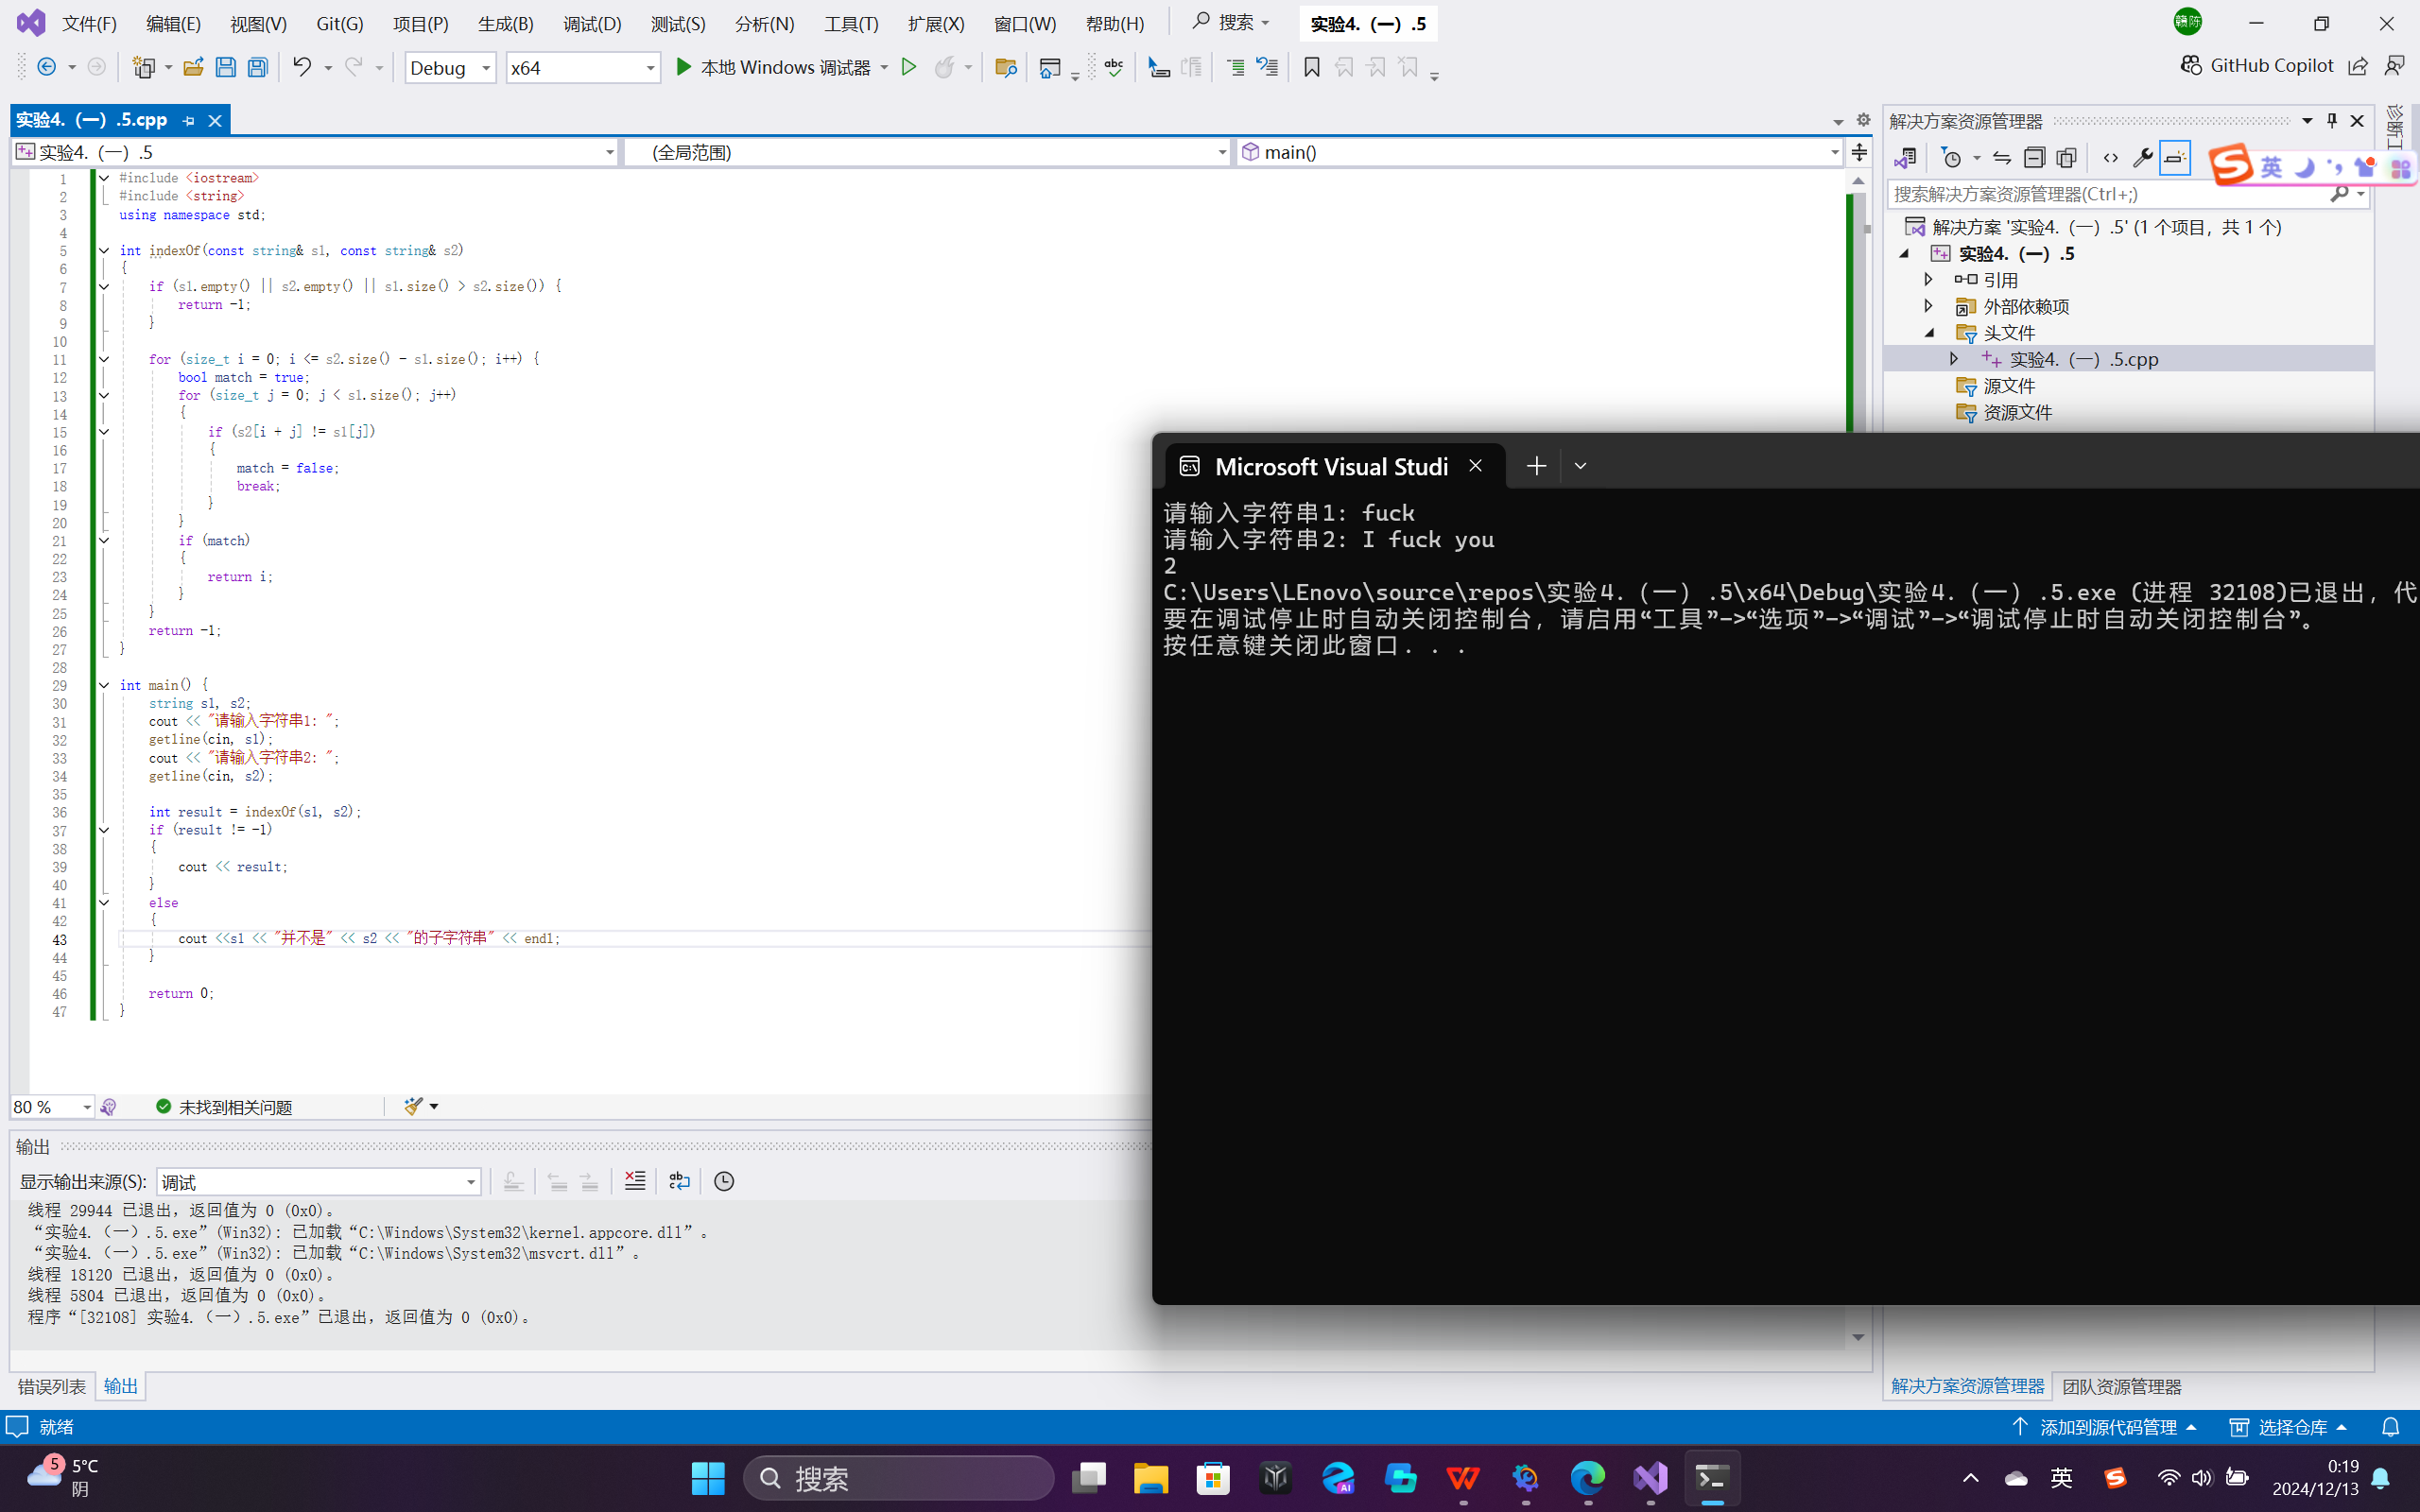 文件(F) 编辑(E) 视图(V) Git(G) 项目(P) 生成(B) 调试(D) 测试(S) 分析(N) 工具(T) 扩展(X) 窗口(W) 帮助(H) 搜索 实验4.（一）.5 赣陈
Debug x64 本地 Windows 调试器 GitHub Copilot
实验4.（一）.5.cpp
实验4.（一）.5 (全局范围) main()
1 #include <iostream>
2 #include <string>
3 using namespace std;
4
5 int indexOf(const string& s1, const string& s2)
6 {
7 if (s1.empty() || s2.empty() || s1.size() > s2.size()) {
8 return -1;
9 }
10
11 for (size_t i = 0; i <= s2.size() - s1.size(); i++) {
12 bool match = true;
13 for (size_t j = 0; j < s1.size(); j++)
14 {
15 if (s2[i + j] != s1[j])
16 {
17 match = false;
18 break;
19 }
20 }
21 if (match)
22 {
23 return i;
24 }
25 }
26 return -1;
27 }
28
29 int main() {
30 string s1, s2;
31 cout << "请输入字符串1: ";
32 getline(cin, s1);
33 cout << "请输入字符串2: ";
34 getline(cin, s2);
35
36 int result = indexOf(s1, s2);
37 if (result != -1)
38 {
39 cout << result;
40 }
41 else
42 {
43 cout <<s1 << "并不是" << s2 << "的子字符串" << endl;
44 }
45
46 return 0;
47 }
80 % 未找到相关问题
输出
显示输出来源(S): 调试
线程 29944 已退出，返回值为 0 (0x0)。
“实验4.（一）.5.exe”(Win32): 已加载“C:\Windows\System32\kernel.appcore.dll”。
“实验4.（一）.5.exe”(Win32): 已加载“C:\Windows\System32\msvcrt.dll”。
线程 18120 已退出，返回值为 0 (0x0)。
线程 5804 已退出，返回值为 0 (0x0)。
程序“[32108] 实验4.（一）.5.exe”已退出，返回值为 0 (0x0)。
错误列表 输出
解决方案资源管理器
英
搜索解决方案资源管理器(Ctrl+;)
解决方案 '实验4.（一）.5' (1 个项目，共 1 个)
实验4.（一）.5
引用
外部依赖项
头文件
实验4.（一）.5.cpp
源文件
资源文件
Microsoft Visual Studi
请输入字符串1: fuck
请输入字符串2: I fuck you
2
C:\Users\LEnovo\source\repos\实验4.（一）.5\x64\Debug\实验4.（一）.5.exe (进程 32108)已退出，代
要在调试停止时自动关闭控制台，请启用“工具”->“选项”->“调试”->“调试停止时自动关闭控制台”。
按任意键关闭此窗口. . .
解决方案资源管理器 团队资源管理器
就绪 添加到源代码管理 选择仓库
5 5°C
阴
搜索
英
0:19
2024/12/13